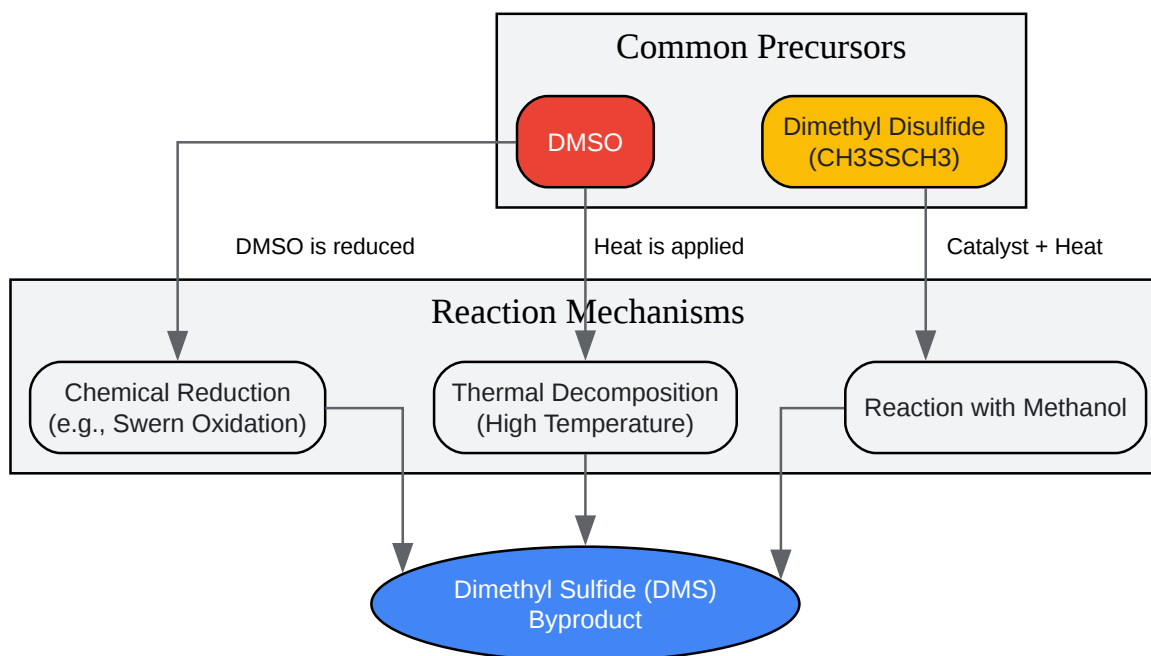 Common Precursors
DMSO
Dimethyl Disulfide
(CH3SSCH3)
DMSO is reduced
Heat is applied
Catalyst + Heat
Reaction Mechanisms
Chemical Reduction
(e.g., Swern Oxidation)
Thermal Decomposition
(High Temperature)
Reaction with Methanol
Dimethyl Sulfide (DMS)
Byproduct